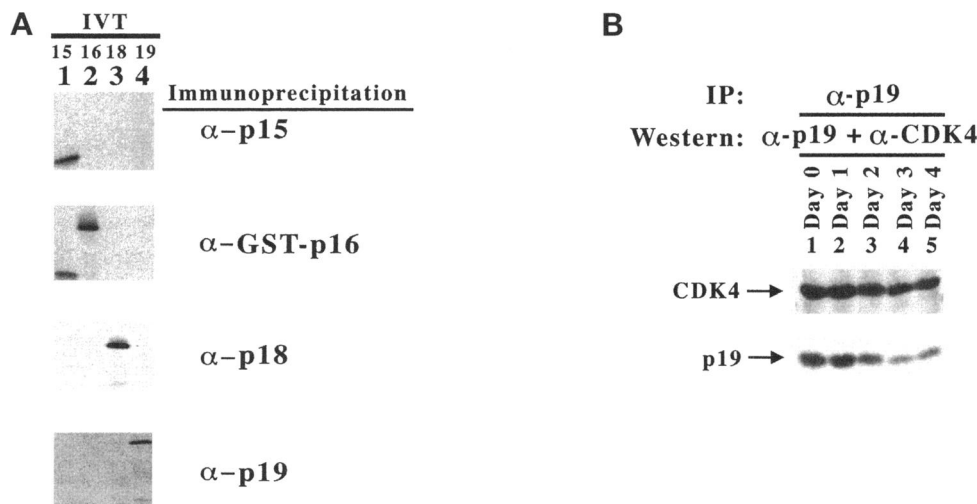 A
IVT
15 16 18 19
1 2 3 4
Immunoprecipitation
α-p15
α-GST-p16
α-p18
α-p19
B
IP: α-p19
Western: α-p19 + α-CDK4
Day 0 Day 1 Day 2 Day 3 Day 4
1 2 3 4 5
CDK4
p19